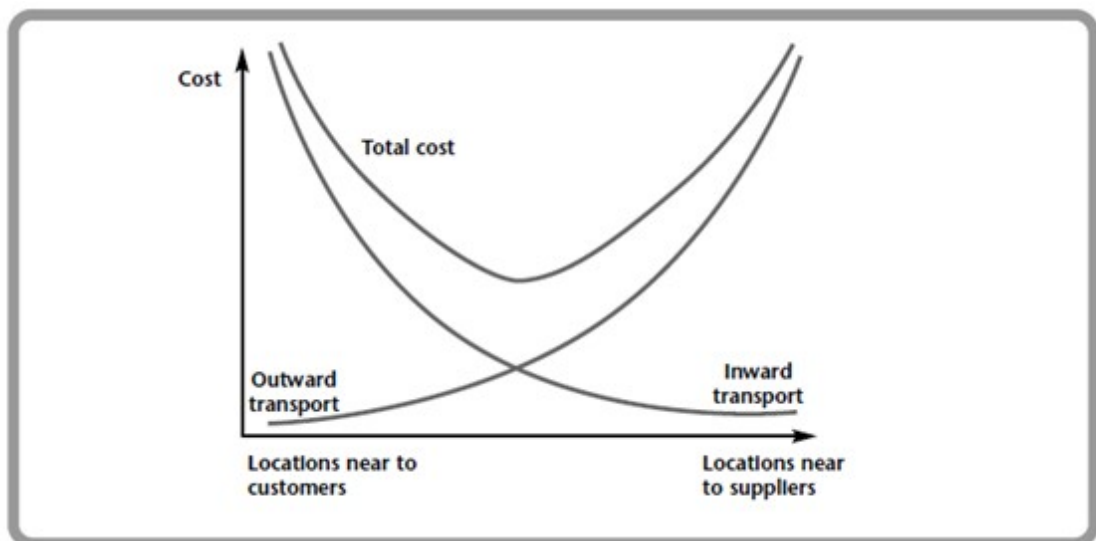 Cost
Total cost
Outward
transport
Inward
transport
Locations near to
customers
Locations near
to suppliers